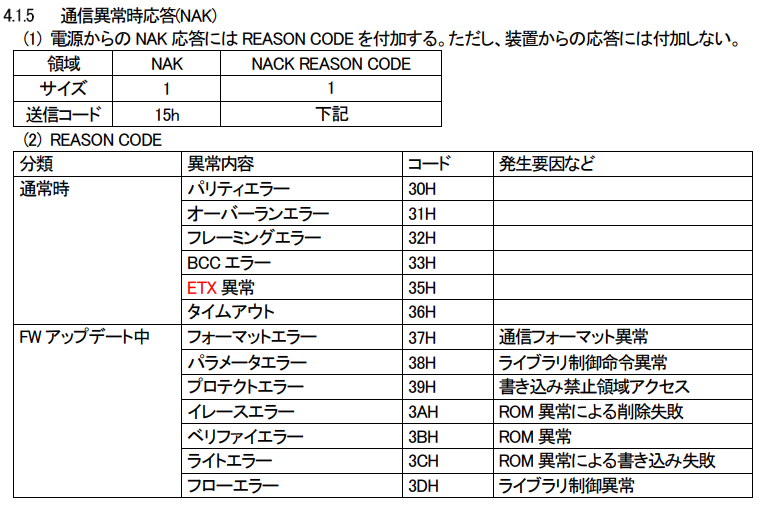 4.1.5 通信異常時応答(NAK)
(1) 電源からの NAK 応答には REASON CODE を付加する。ただし、装置からの応答には付加しない。
領域 NAK NACK REASON CODE
サイズ 1 1
送信コード 15h 下記
(2) REASON CODE
分類 異常内容 コード 発生要因など
通常時 パリティエラー 30H
オーバーランエラー 31H
フレーミングエラー 32H
BCC エラー 33H
ETX 異常 35H
タイムアウト 36H
FW アップデート中 フォーマットエラー 37H 通信フォーマット異常
パラメータエラー 38H ライブラリ制御命令異常
プロテクトエラー 39H 書き込み禁止領域アクセス
イレースエラー 3AH ROM 異常による削除失敗
ベリファイエラー 3BH ROM 異常
ライトエラー 3CH ROM 異常による書き込み失敗
フローエラー 3DH ライブラリ制御異常